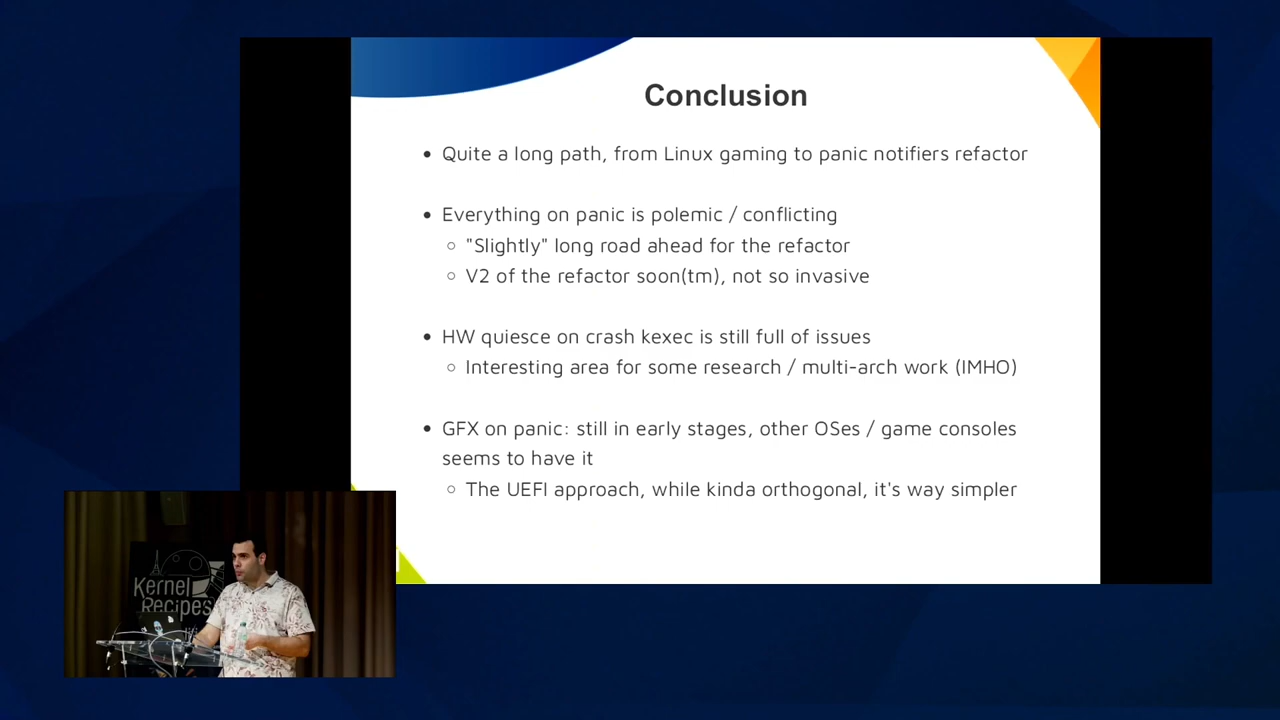 Conclusion
• Quite a long path, from Linux gaming to panic notifiers refactor
• Everything on panic is polemic / conflicting
○ "Slightly" long road ahead for the refactor
○ V2 of the refactor soon(tm), not so invasive
• HW quiesce on crash kexec is still full of issues
○ Interesting area for some research / multi-arch work (IMHO)
• GFX on panic: still in early stages, other OSes / game consoles
seems to have it
○ The UEFI approach, while kinda orthogonal, it's way simpler
Kernel
Recipes